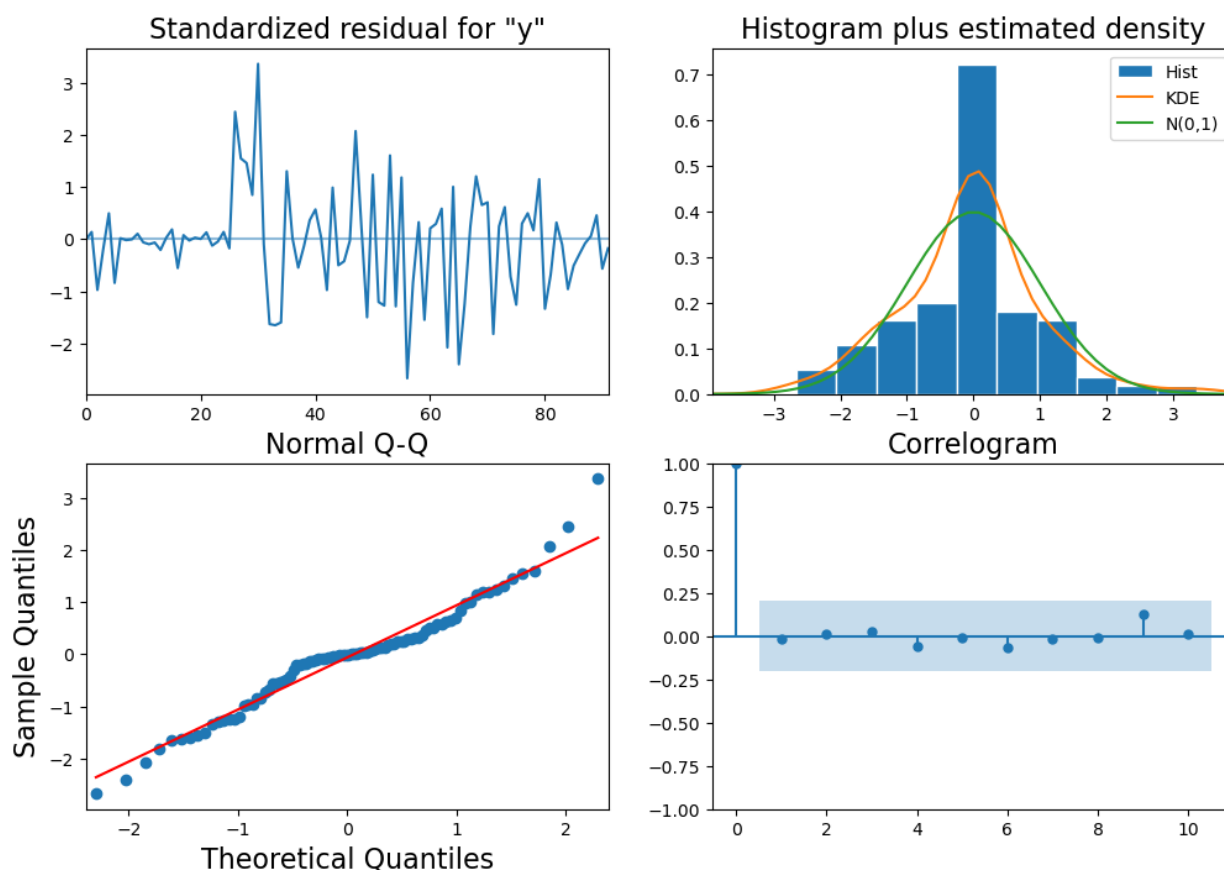 Standardized residual for "y"
3
2
1
0
−1
−2
0 20 40 60 80
Histogram plus estimated density
Hist
KDE
N(0,1)
0.7
0.6
0.5
0.4
0.3
0.2
0.1
0.0
−3 −2 −1 0 1 2 3
Normal Q-Q
Sample Quantiles
3
2
1
0
−1
−2
−2 −1 0 1 2
Theoretical Quantiles
Correlogram
1.00
0.75
0.50
0.25
0.00
−0.25
−0.50
−0.75
−1.00
0 2 4 6 8 10